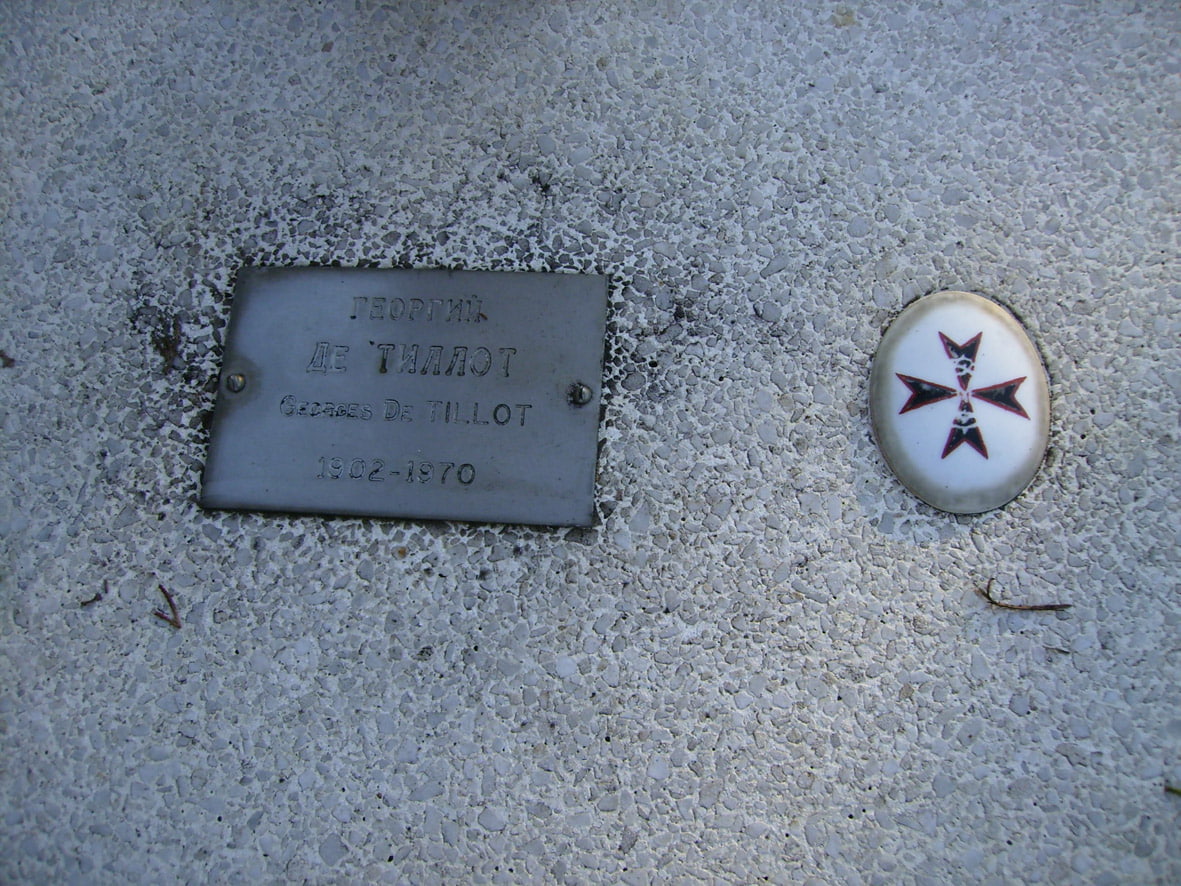 ГЕОРГИЙ
ДЕ ТИЛЛОТ
GEORGES DE TILLOT
1902-1970